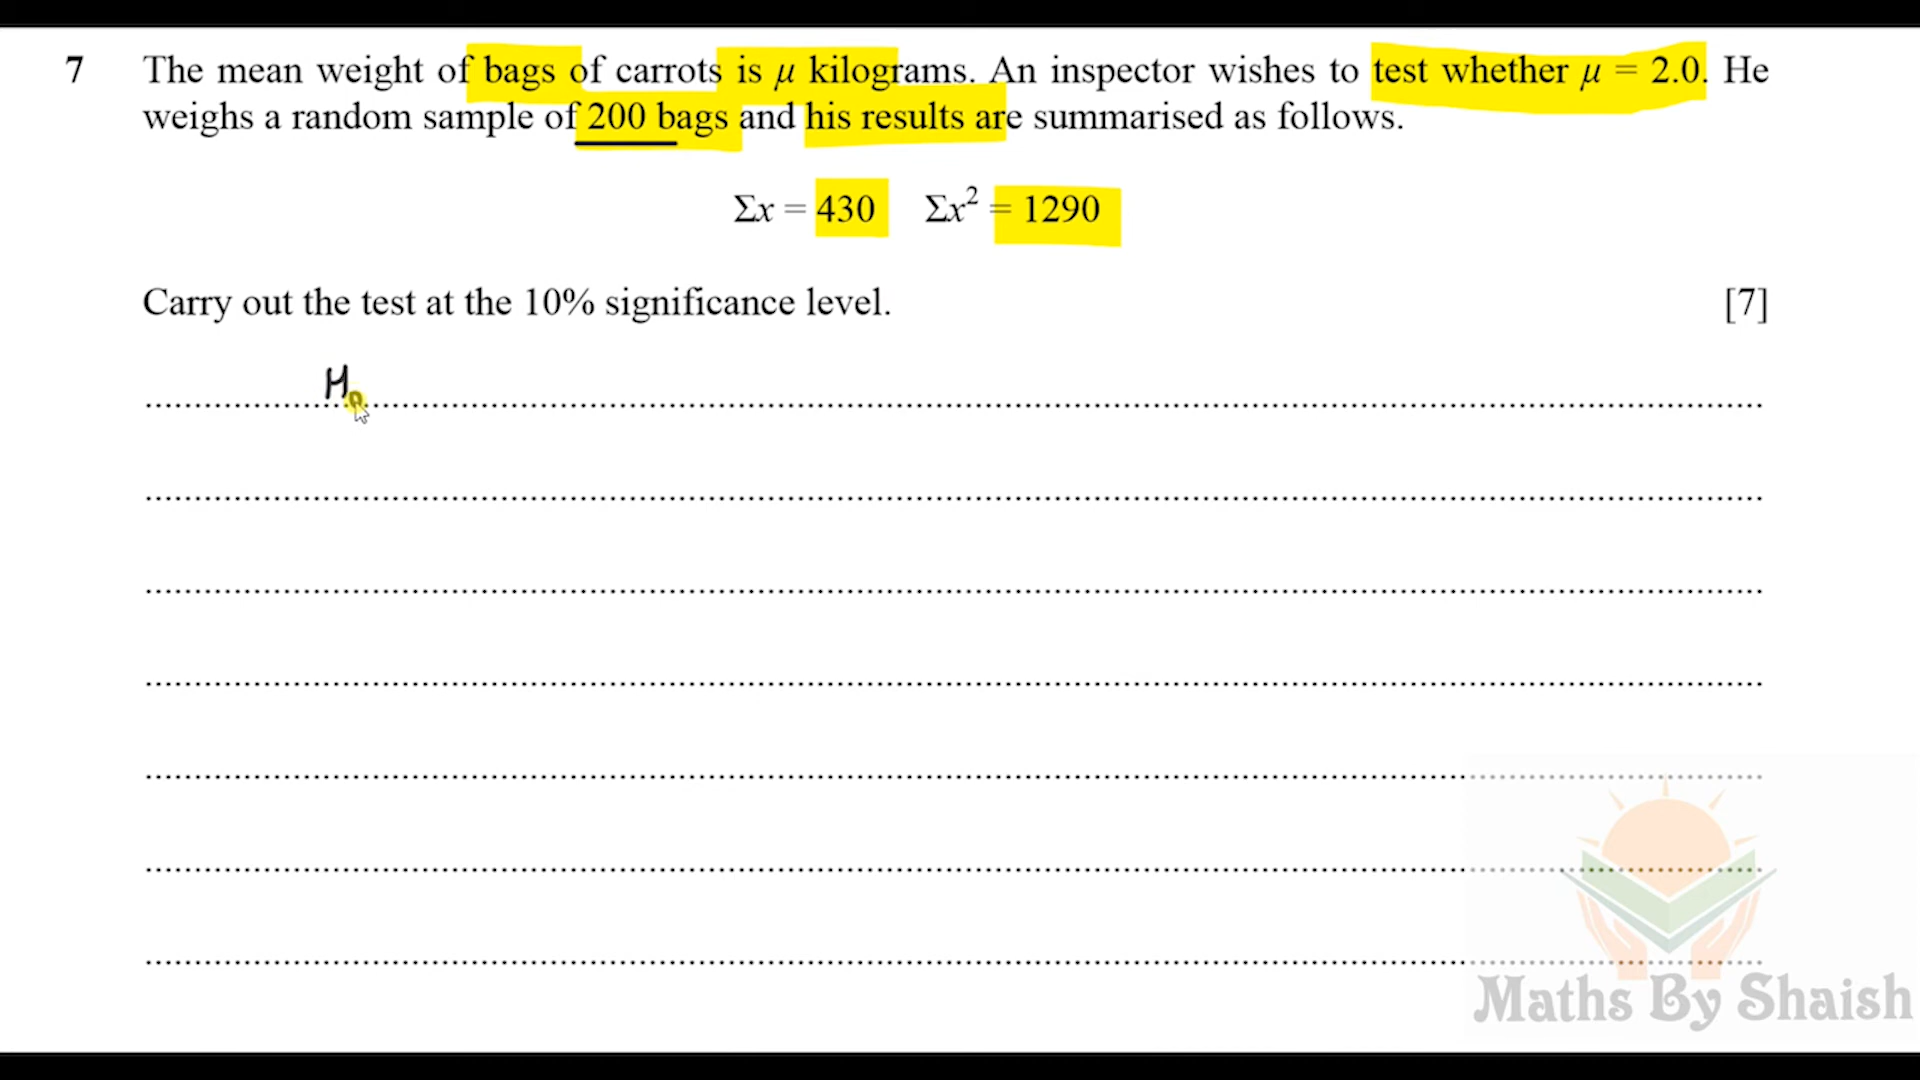 7 The mean weight of bags of carrots is μ kilograms. An inspector wishes to test whether μ = 2.0. He
weighs a random sample of 200 bags and his results are summarised as follows.
Σx = 430 Σx² = 1290
Carry out the test at the 10% significance level. [7]
H₀
Maths By Shaish